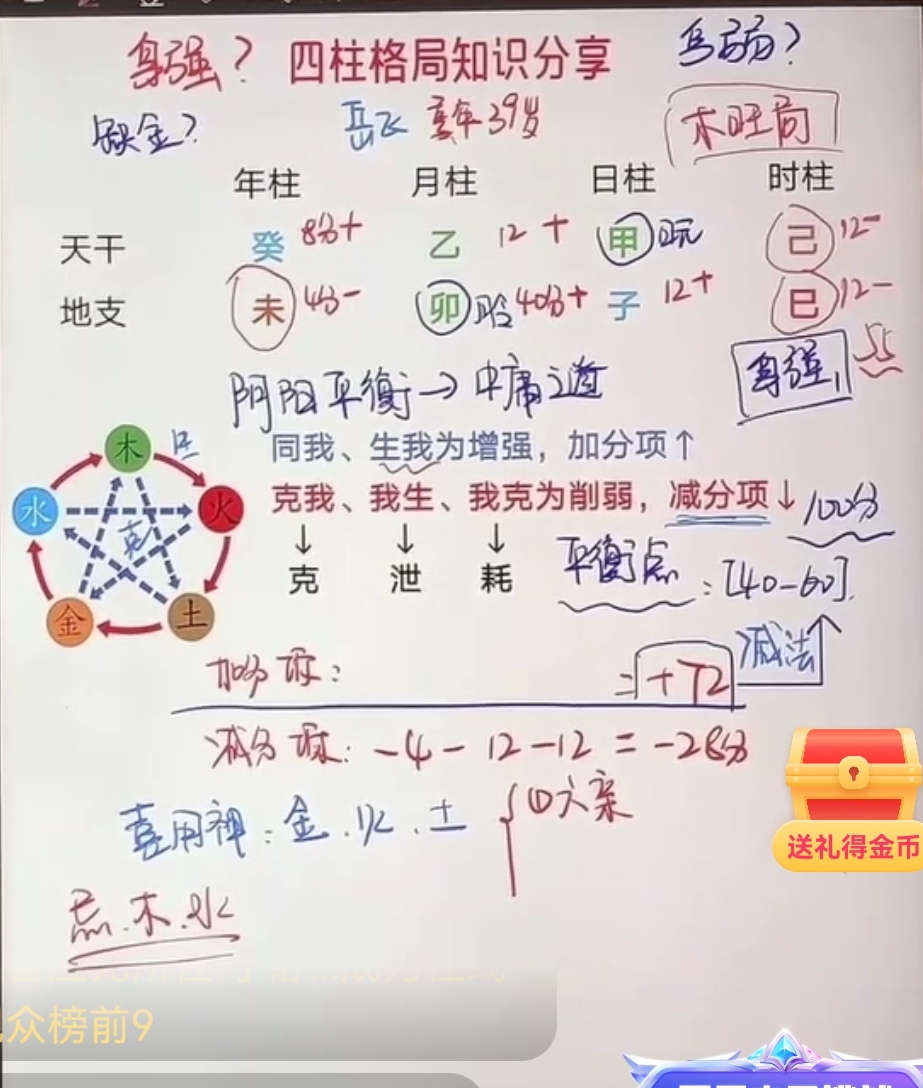 身强？ 四柱格局知识分享 身弱？
缺金？ 岳飞 享年39岁 木旺局
年柱 月柱 日柱 时柱
天干 癸 8分+ 乙 12+ 甲 日元 己 12-
地支 未 4分- 卯 月令 40分+ 子 12+ 巳 12-
阴阳平衡→中庸之道 身强
同我、生我为增强，加分项↑
克我、我生、我克为削弱，减分项↓ 100分
↓ ↓ ↓
克 泄 耗 平衡点：[40-60]
木
水 火
克
金 土
加分项： =+72 减法
减分项：-4-12-12=-28分
喜用神：金.火.土 ①六亲
忌.木.水
送礼得金币
众榜前9